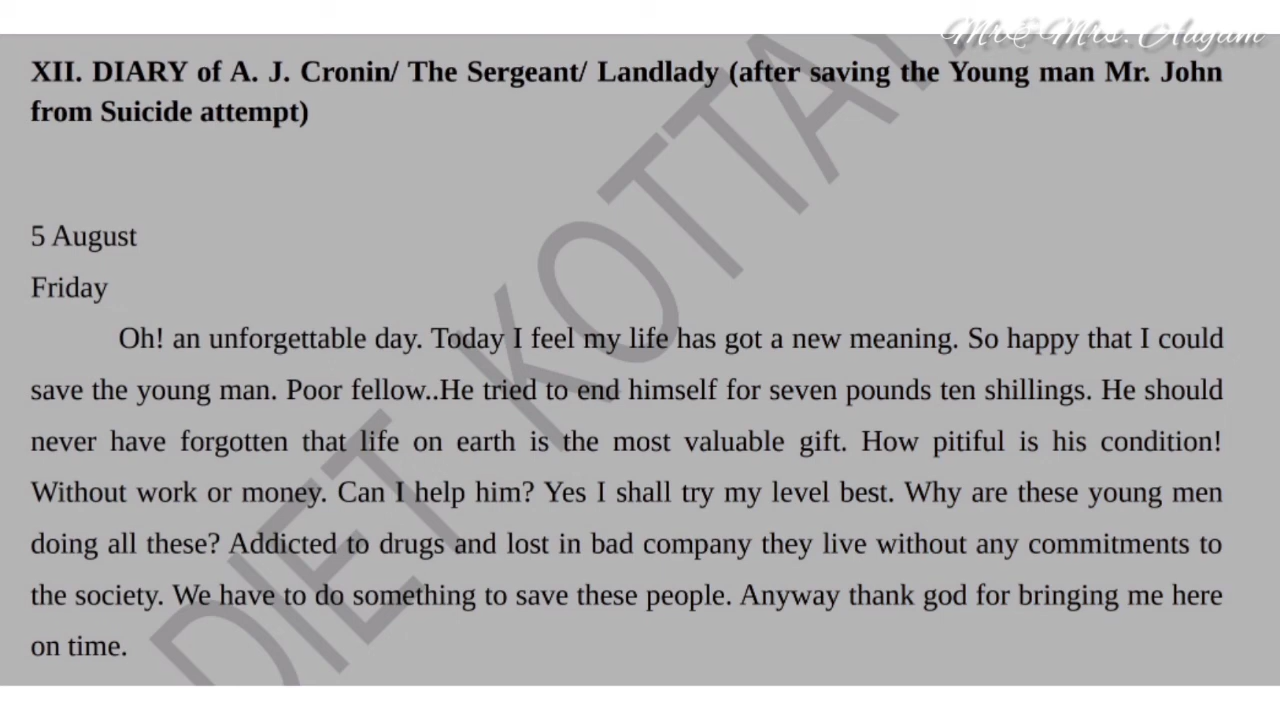 Mr& Mrs. Augam
XII. DIARY of A. J. Cronin/ The Sergeant/ Landlady (after saving the Young man Mr. John
from Suicide attempt)
5 August
Friday
Oh! an unforgettable day. Today I feel my life has got a new meaning. So happy that I could
save the young man. Poor fellow..He tried to end himself for seven pounds ten shillings. He should
never have forgotten that life on earth is the most valuable gift. How pitiful is his condition!
Without work or money. Can I help him? Yes I shall try my level best. Why are these young men
doing all these? Addicted to drugs and lost in bad company they live without any commitments to
the society. We have to do something to save these people. Anyway thank god for bringing me here
on time.
DIET KOTTAY